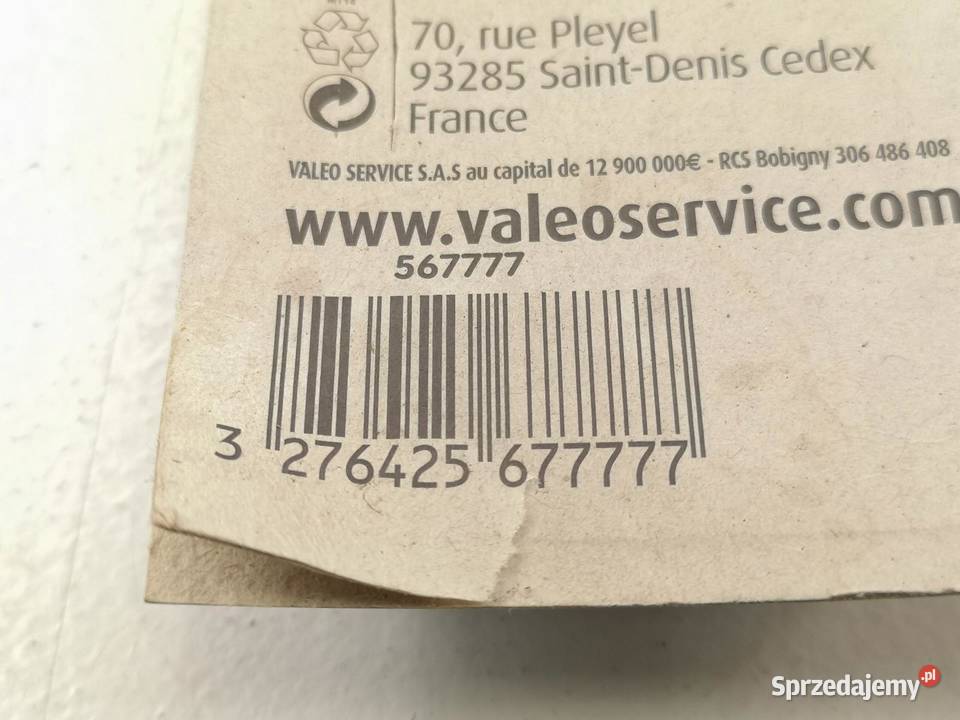 70, rue Pleyel
93285 Saint-Denis Cedex
France
VALEO SERVICE S.A.S au capital de 12 900 000€ - RCS Bobigny 306 486 408
www.valeoservice.com
567777
3 276425 677777
Sprzedajemy.pl